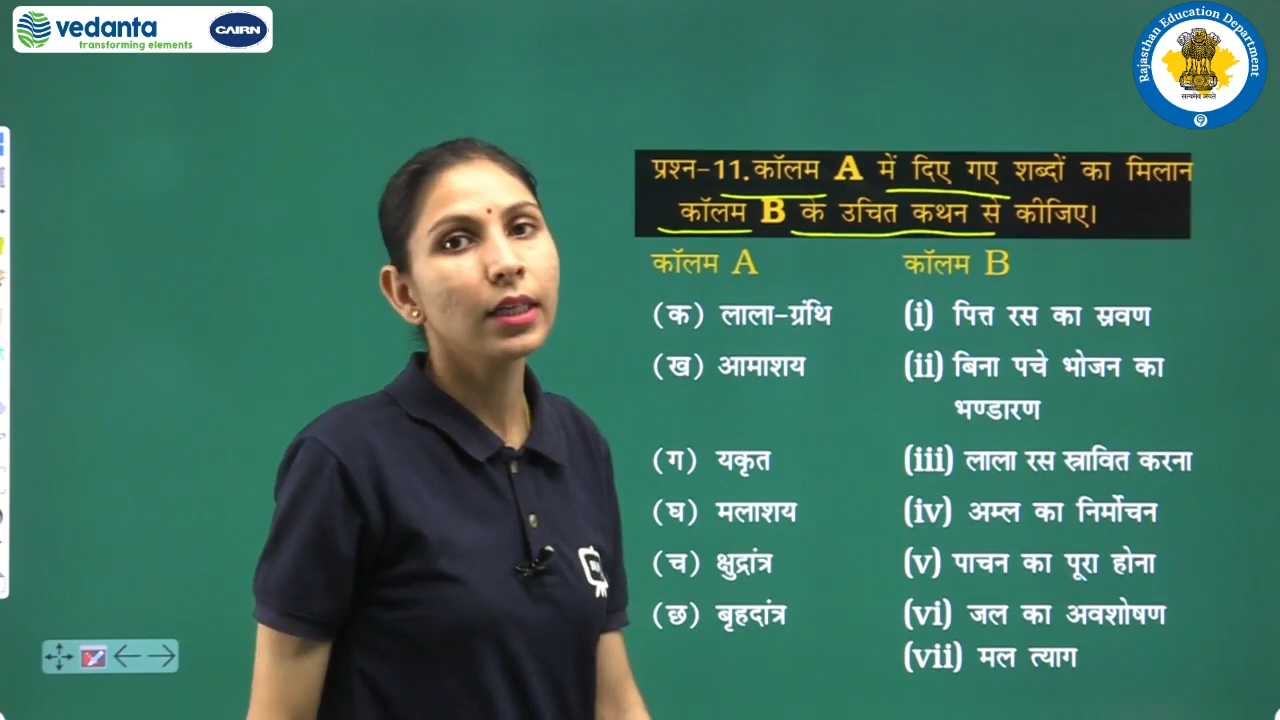 vedanta
transforming elements
CAIRN
Rajasthan Education Department
सत्यमेव जयते
प्रश्न-11. कॉलम A में दिए गए शब्दों का मिलान
कॉलम B के उचित कथन से कीजिए।
कॉलम A
कॉलम B
(क) लाला-ग्रंथि
(i) पित्त रस का स्रवण
(ख) आमाशय
(ii) बिना पचे भोजन का
भण्डारण
(ग) यकृत
(iii) लाला रस स्रावित करना
(घ) मलाशय
(iv) अम्ल का निर्मोचन
(च) क्षुद्रांत्र
(v) पाचन का पूरा होना
(छ) बृहदांत्र
(vi) जल का अवशोषण
(vii) मल त्याग